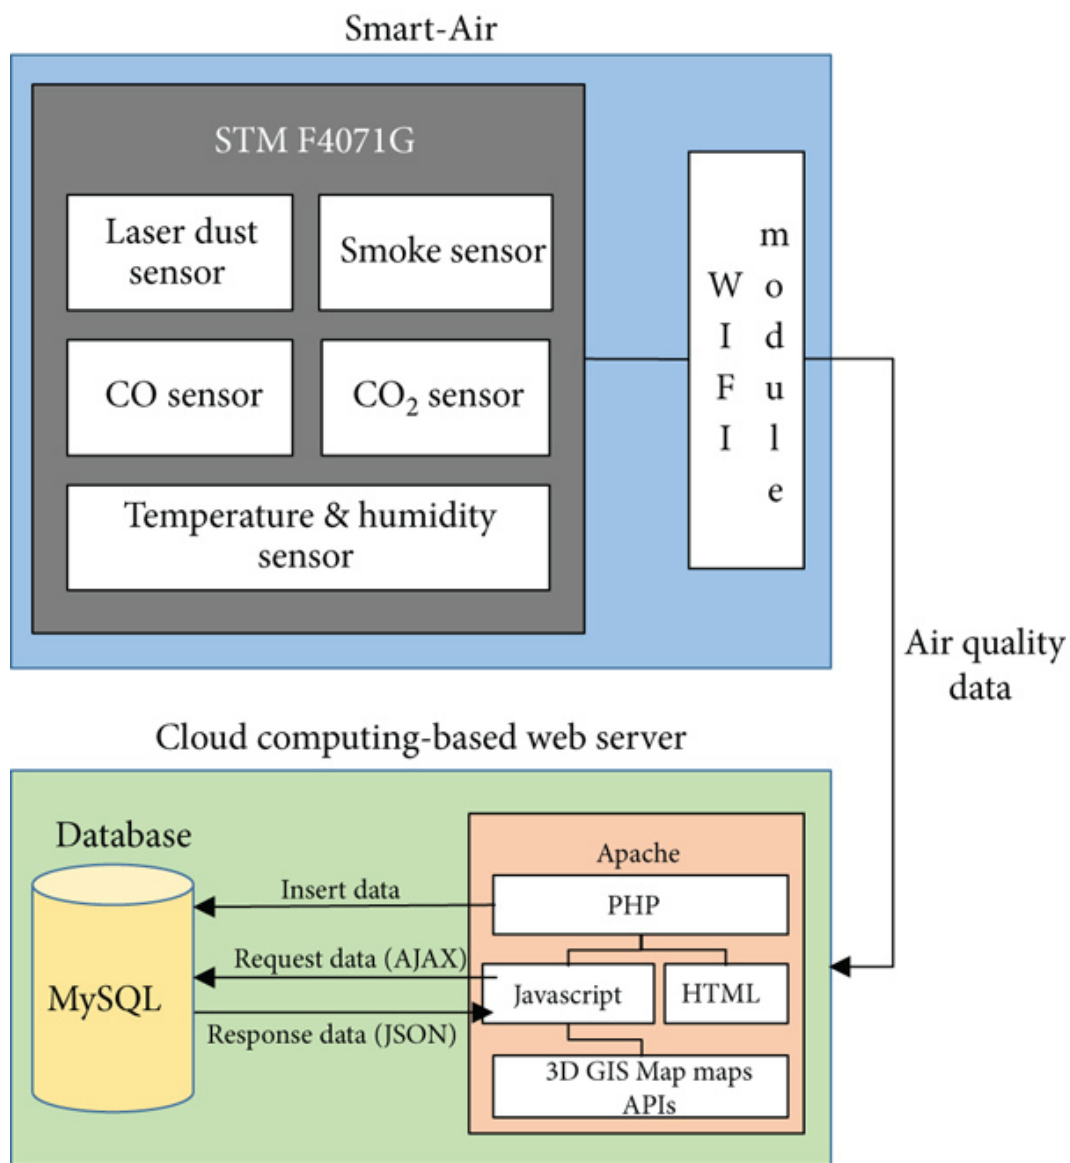 Smart-Air
STM F4071G
Laser dust
sensor
Smoke sensor
CO sensor
CO₂ sensor
Temperature & humidity
sensor
WIFI
module
Air quality
data
Cloud computing-based web server
Database
MySQL
Insert data
Request data (AJAX)
Response data (JSON)
Apache
PHP
Javascript
HTML
3D GIS Map maps
APIs